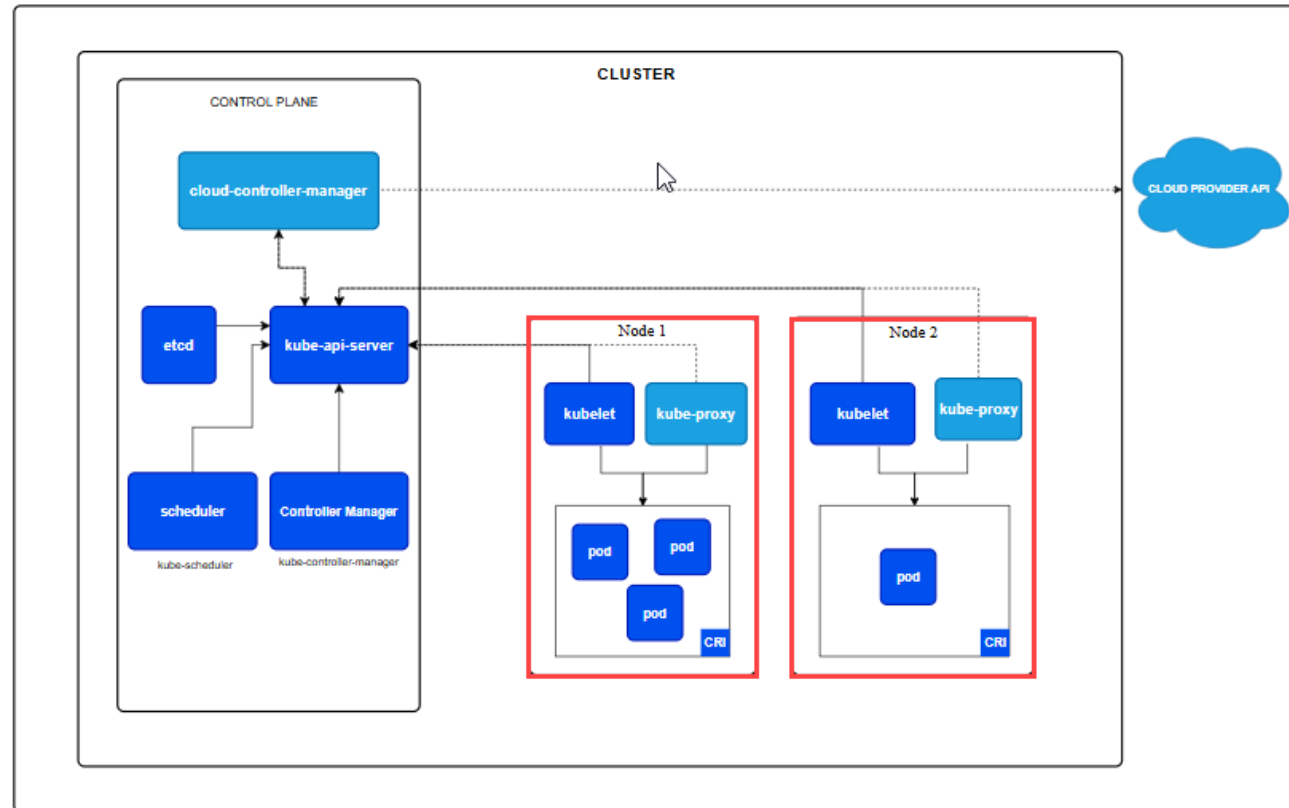 CLUSTER
CONTROL PLANE
cloud-controller-manager
CLOUD PROVIDER API
etcd
kube-api-server
scheduler
kube-scheduler
Controller Manager
kube-controller-manager
Node 1
kubelet
kube-proxy
pod
pod
pod
CRI
Node 2
kubelet
kube-proxy
pod
CRI